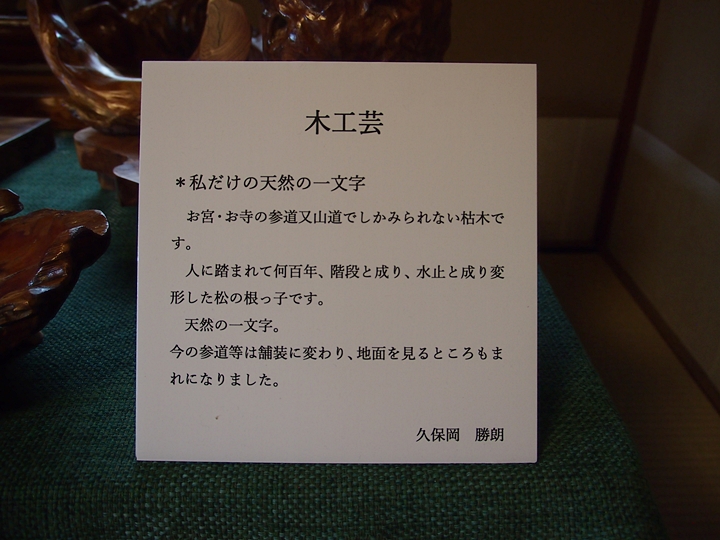 木工芸
＊私だけの天然の一文字
お宮・お寺の参道又山道でしかみられない枯木で
す。
人に踏まれて何百年、階段と成り、水止と成り変
形した松の根っ子です。
天然の一文字。
今の参道等は舗装に変わり、地面を見るところもま
れになりました。
久保岡　勝朗